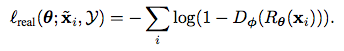 ℓ_real(θ; x̃_i, 𝒴) = − ∑_i log(1 − D_ϕ(R_θ(x_i))).